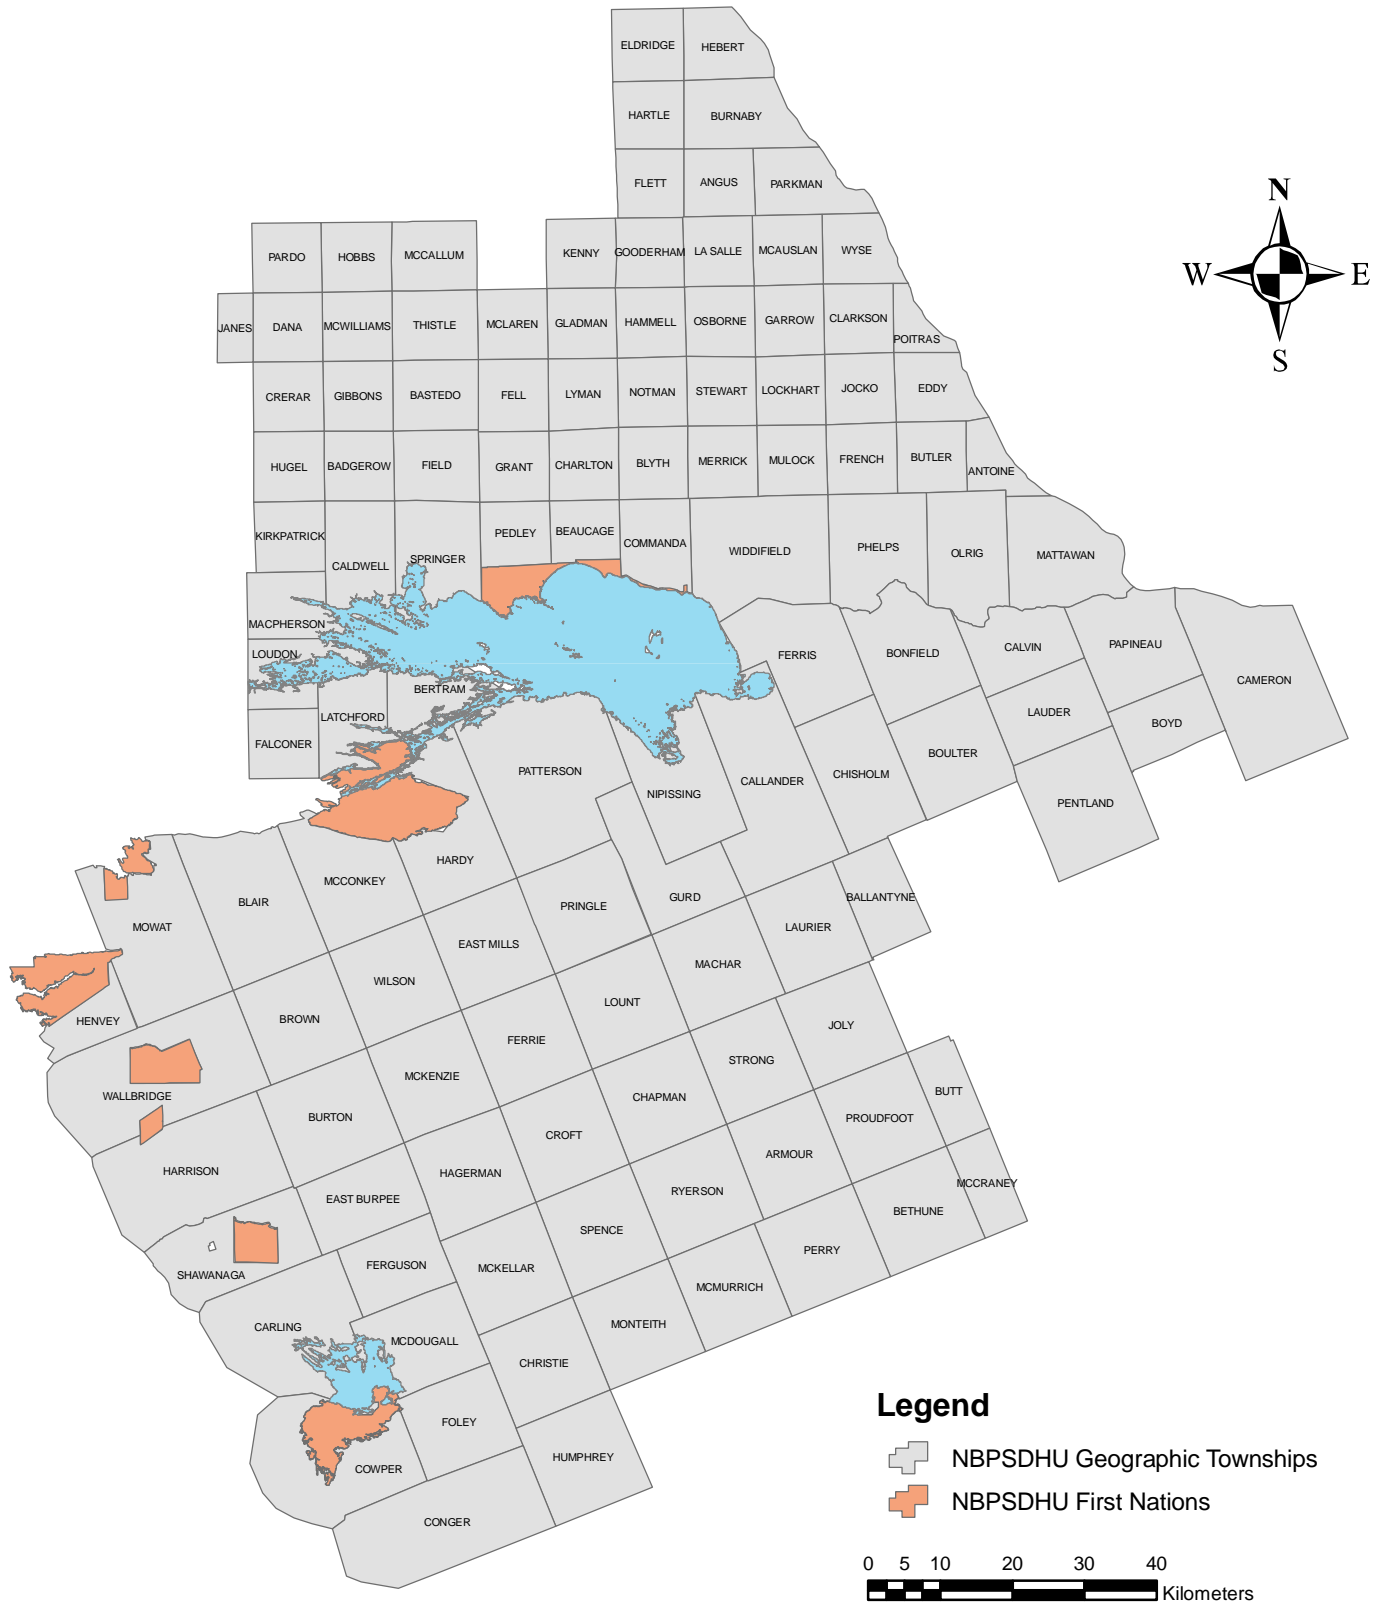 ELDRIDGE HEBERT
HARTLE BURNABY
FLETT ANGUS PARKMAN
N
W E
S
PARDO HOBBS MCCALLUM KENNY GOODERHAM LA SALLE MCAUSLAN WYSE
JANES DANA MCWILLIAMS THISTLE MCLAREN GLADMAN HAMMELL OSBORNE GARROW CLARKSON POITRAS
CRERAR GIBBONS BASTEDO FELL LYMAN NOTMAN STEWART LOCKHART JOCKO EDDY
HUGEL BADGEROW FIELD GRANT CHARLTON BLYTH MERRICK MULOCK FRENCH BUTLER ANTOINE
KIRKPATRICK CALDWELL SPRINGER PEDLEY BEAUCAGE COMMANDA WIDDIFIELD PHELPS OLRIG MATTAWAN
MACPHERSON
LOUDON BERTRAM FERRIS BONFIELD CALVIN PAPINEAU CAMERON
FALCONER LATCHFORD LAUDER BOYD
PATTERSON NIPISSING CALLANDER CHISHOLM BOULTER PENTLAND
MOWAT BLAIR MCCONKEY HARDY
PRINGLE GURD LAURIER BALLANTYNE
HENVEY BROWN WILSON EAST MILLS LOUNT MACHAR
WALLBRIDGE BURTON MCKENZIE FERRIE CHAPMAN STRONG JOLY
HARRISON EAST BURPEE HAGERMAN CROFT RYERSON ARMOUR PROUDFOOT BUTT
SHAWANAGA FERGUSON MCKELLAR SPENCE MCMURRICH PERRY BETHUNE MCCRANEY
CARLING MCDOUGALL CHRISTIE MONTEITH
COWPER FOLEY HUMPHREY
CONGER
Legend
NBPSDHU Geographic Townships
NBPSDHU First Nations
0 5 10 20 30 40
Kilometers